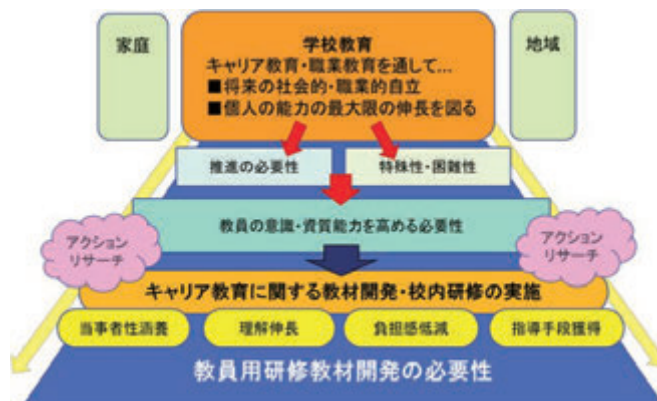 家庭
学校教育
キャリア教育・職業教育を通して…
■将来の社会的・職業的自立
■個人の能力の最大限の伸長を図る
地域
推進の必要性
特殊性・困難性
教員の意識・資質能力を高める必要性
アクション
リサーチ
アクション
リサーチ
キャリア教育に関する教材開発・校内研修の実施
当事者性涵養
理解伸長
負担感低減
指導手段獲得
教員用研修教材開発の必要性